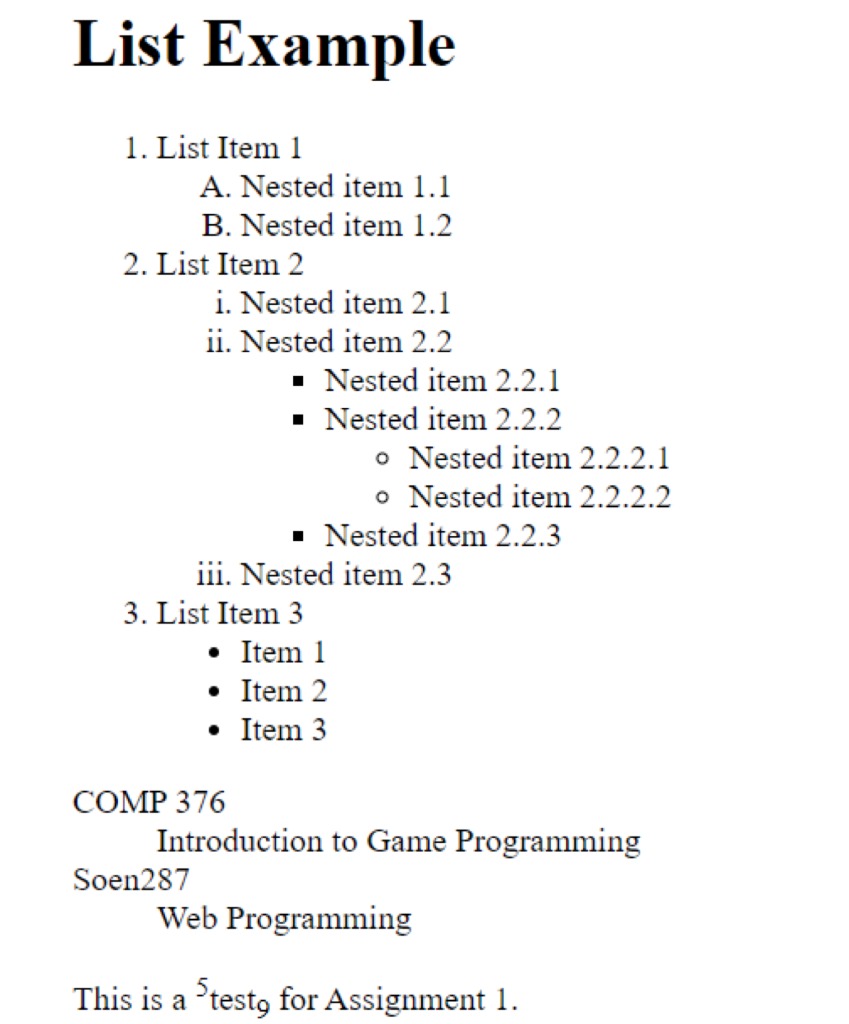 List Example
1. List Item 1
A. Nested item 1.1
B. Nested item 1.2
2. List Item 2
i. Nested item 2.1
ii. Nested item 2.2
▪ Nested item 2.2.1
▪ Nested item 2.2.2
○ Nested item 2.2.2.1
○ Nested item 2.2.2.2
▪ Nested item 2.2.3
iii. Nested item 2.3
3. List Item 3
• Item 1
• Item 2
• Item 3
COMP 376
Introduction to Game Programming
Soen287
Web Programming
This is a ⁵test₉ for Assignment 1.